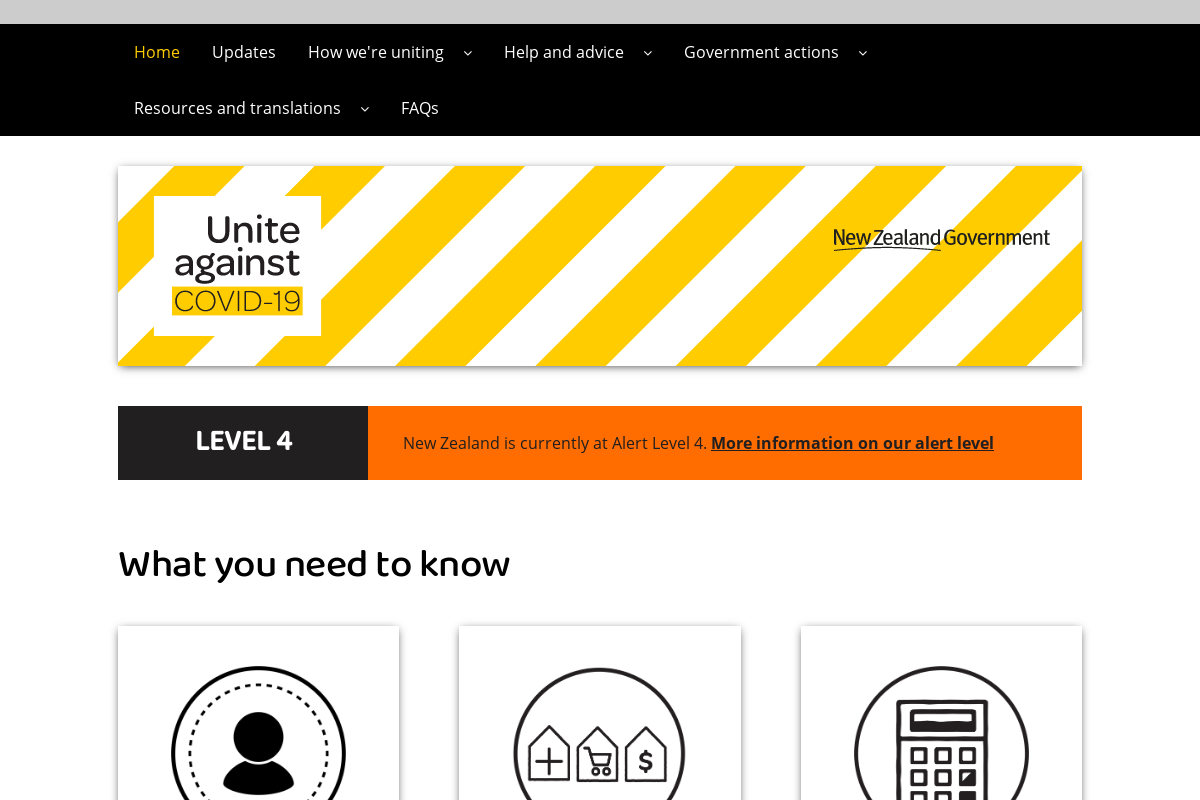 Home Updates How we're uniting Help and advice Government actions
Resources and translations FAQs
Unite
against
COVID-19
New Zealand Government
LEVEL 4
New Zealand is currently at Alert Level 4. More information on our alert level
What you need to know
$